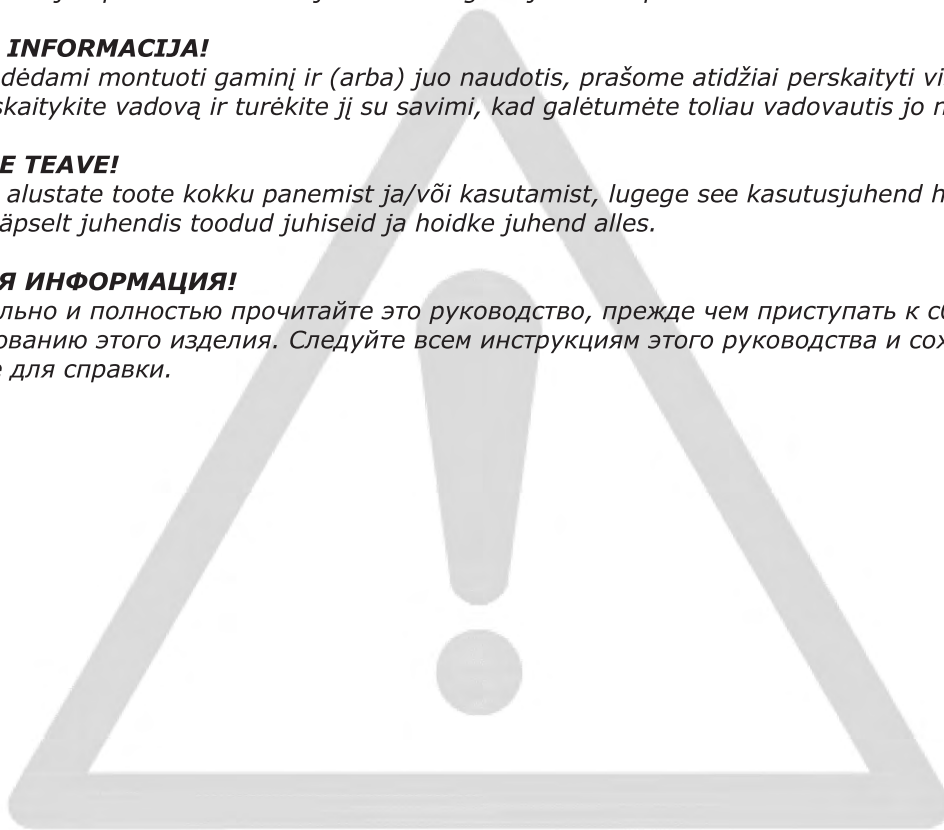 INFORMACIJA!
dėdami montuoti gaminį ir (arba) juo naudotis, prašome atidžiai perskaityti
skaitykite vadovą ir turėkite jį su savimi, kad galėtumėte toliau vadovautis jo
E TEAVE!
alustate toote kokku panemist ja/või kasutamist, lugege see kasutusjuhend
äpselt juhendis toodud juhiseid ja hoidke juhend alles.
Я ИНФОРМАЦИЯ!
льно и полностью прочитайте это руководство, прежде чем приступать к
ованию этого изделия. Следуйте всем инструкциям этого руководства и
для справки.